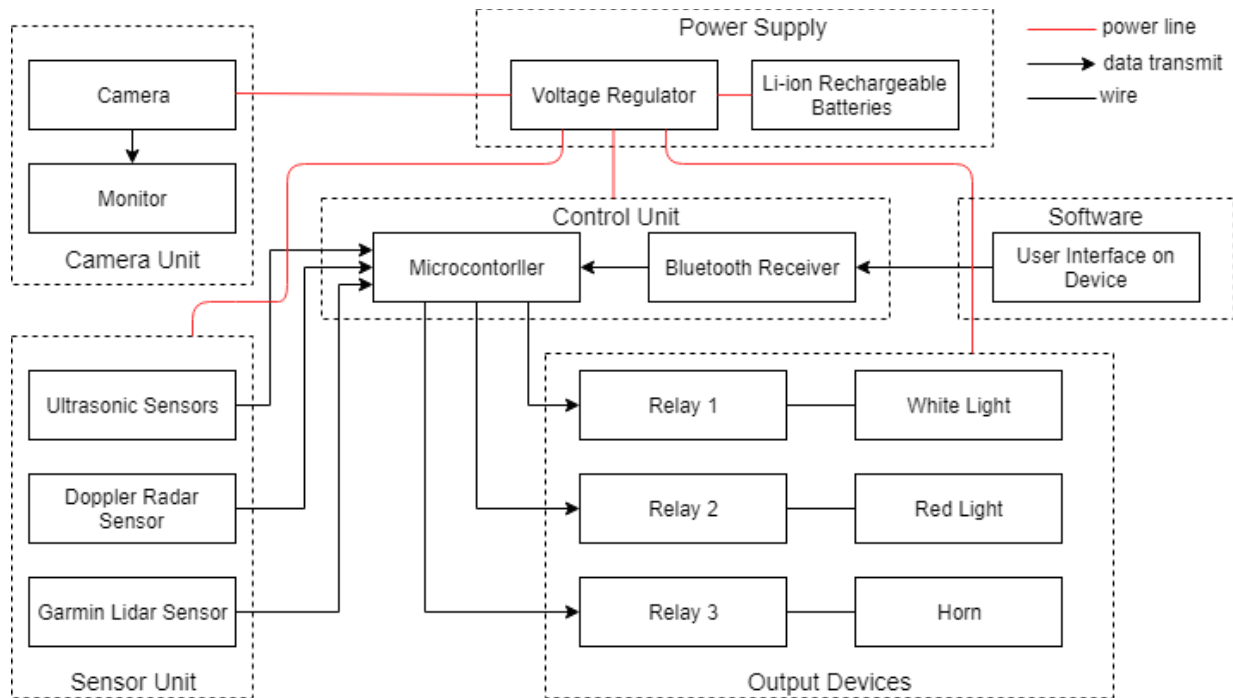 Power Supply
power line
data transmit
wire
Camera
Voltage Regulator
Li-ion Rechargeable
Batteries
Monitor
Camera Unit
Control Unit
Software
Microcontorller
Bluetooth Receiver
User Interface on
Device
Ultrasonic Sensors
Relay 1
White Light
Doppler Radar
Sensor
Relay 2
Red Light
Garmin Lidar Sensor
Relay 3
Horn
Sensor Unit
Output Devices